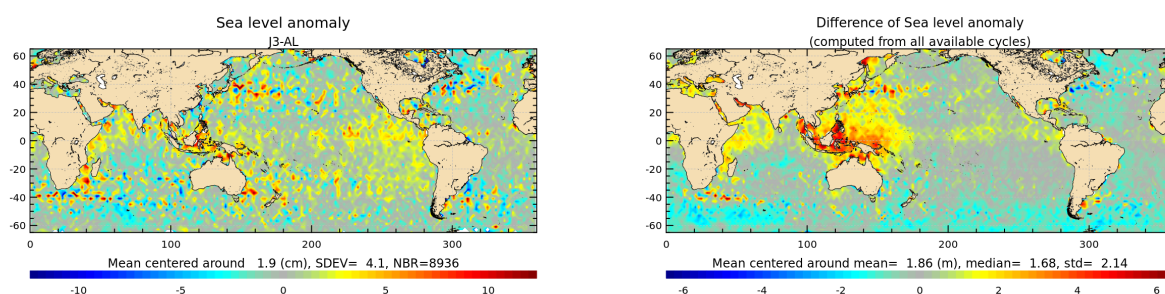 Sea level anomaly
J3-AL
60
40
20
0
-20
-40
-60
0 100 200 300
Mean centered around 1.9 (cm), SDEV= 4.1, NBR=8936
-10 -5 0 5 10
Difference of Sea level anomaly
(computed from all available cycles)
60
40
20
0
-20
-40
-60
0 100 200 300
Mean centered around mean= 1.86 (m), median= 1.68, std= 2.14
-6 -4 -2 0 2 4 6